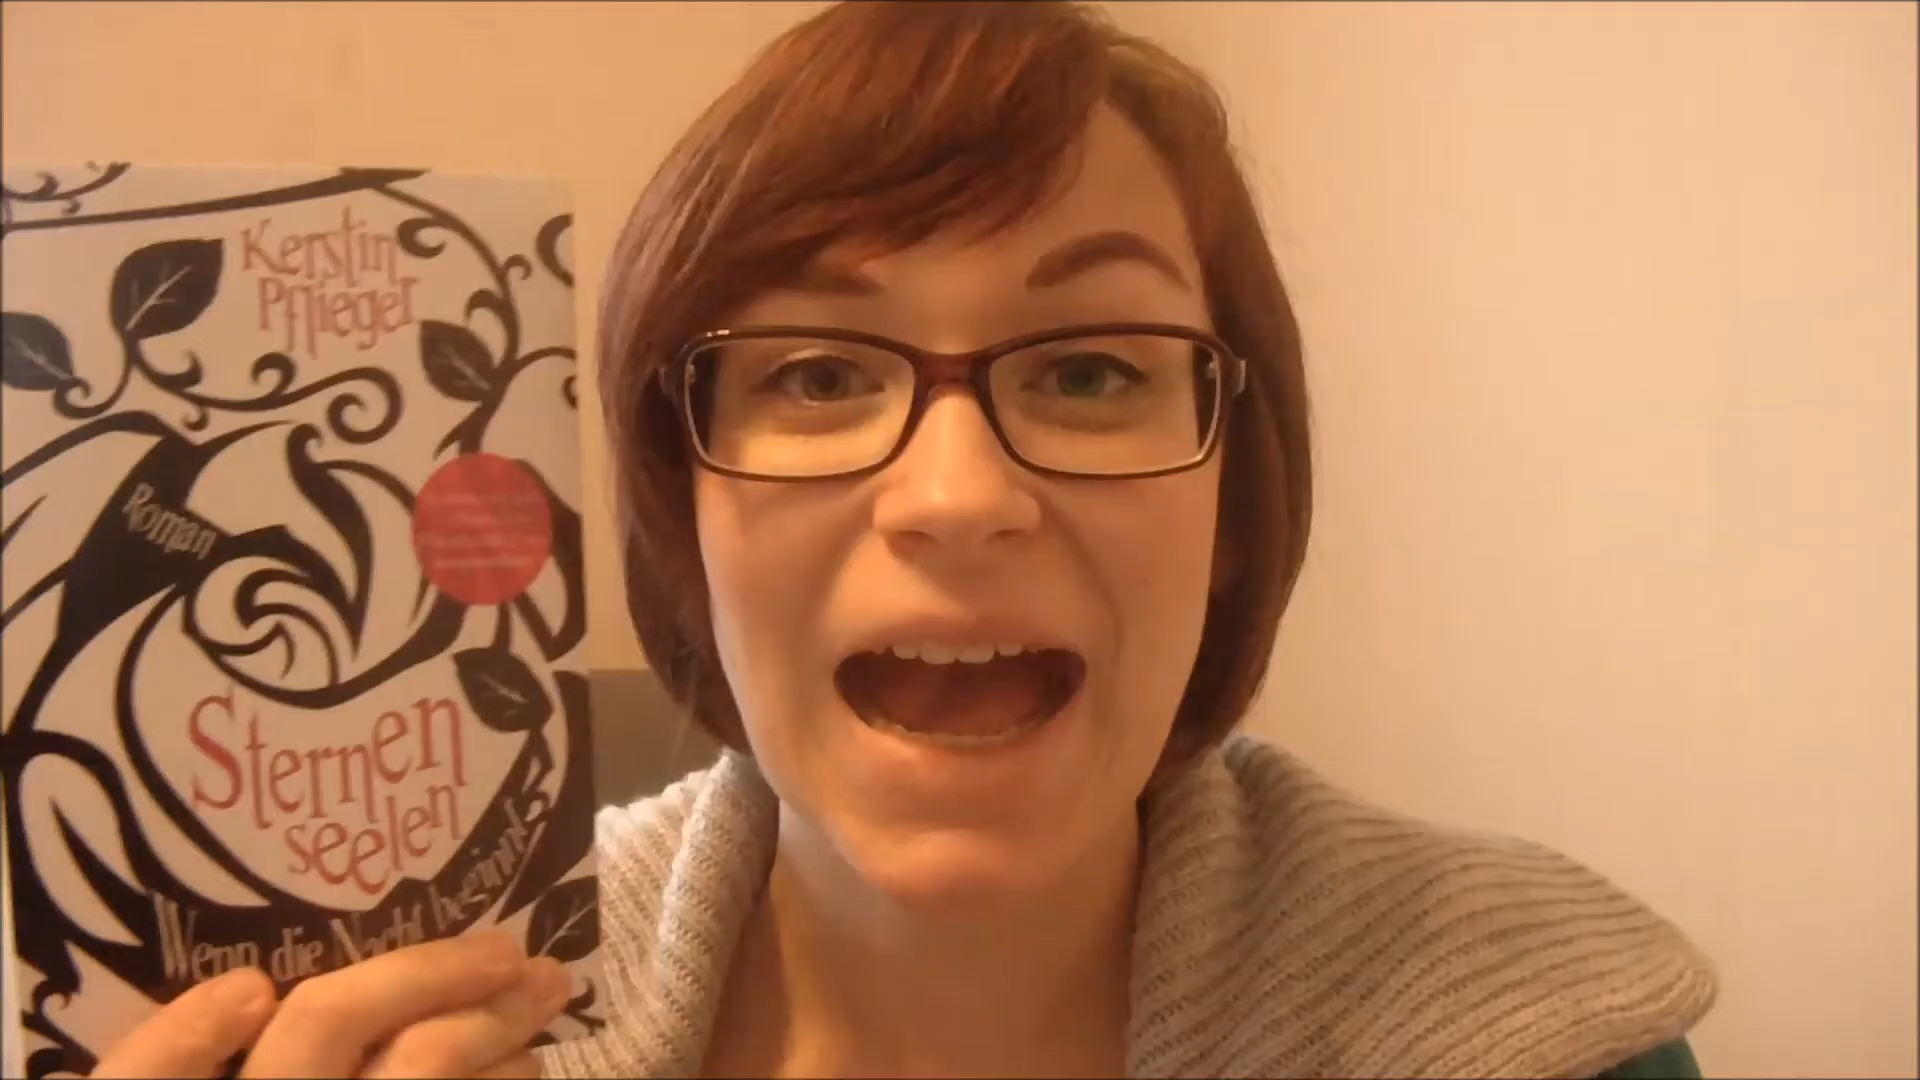 Kerstin
Pflieger
Roman
Sternen
seelen
Wenn die Nacht beginnt